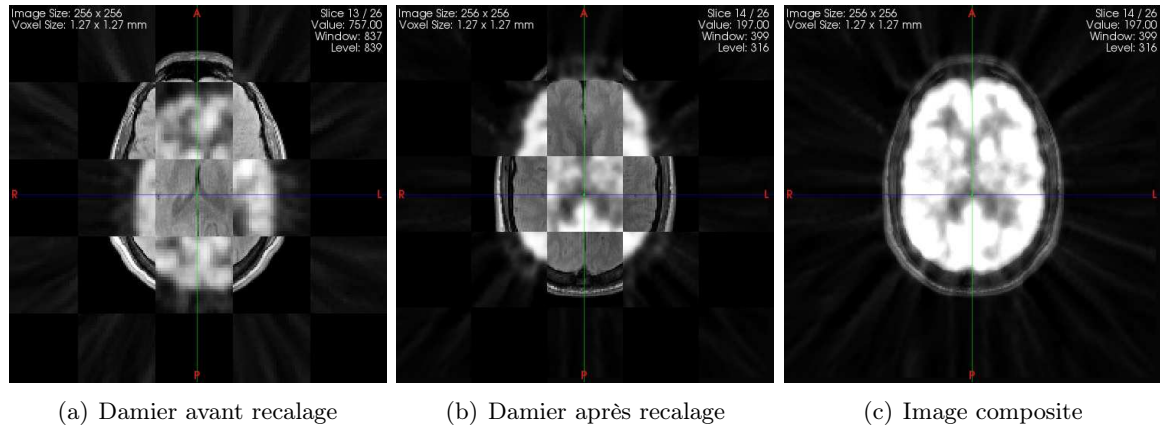 Image Size: 256 x 256
Voxel Size: 1.27 x 1.27 mm
A
Slice 13 / 26
Value: 757.00
Window: 837
Level: 839
R
L
P
Image Size: 256 x 256
Voxel Size: 1.27 x 1.27 mm
A
Slice 14 / 26
Value: 197.00
Window: 399
Level: 316
R
L
P
Image Size: 256 x 256
Voxel Size: 1.27 x 1.27 mm
A
Slice 14 / 26
Value: 197.00
Window: 399
Level: 316
R
L
P
(a) Damier avant recalage
(b) Damier après recalage
(c) Image composite